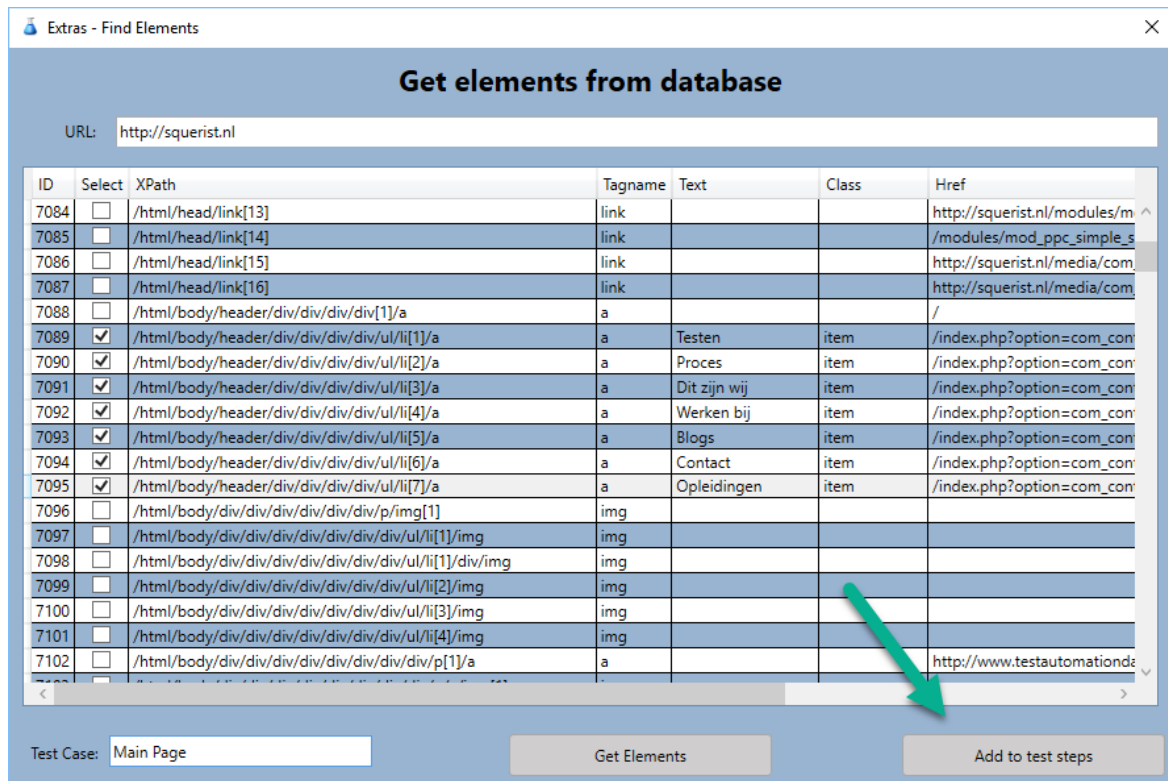 Extras - Find Elements
Get elements from database
URL: http://squerist.nl
ID Select XPath Tagname Text Class Href
7084 /html/head/link[13] link http://squerist.nl/modules/m
7085 /html/head/link[14] link /modules/mod_ppc_simple_s
7086 /html/head/link[15] link http://squerist.nl/media/com_
7087 /html/head/link[16] link http://squerist.nl/media/com_
7088 /html/body/header/div/div/div/div[1]/a a /
7089 /html/body/header/div/div/div/div/ul/li[1]/a a Testen item /index.php?option=com_con
7090 /html/body/header/div/div/div/div/ul/li[2]/a a Proces item /index.php?option=com_con
7091 /html/body/header/div/div/div/div/ul/li[3]/a a Dit zijn wij item /index.php?option=com_con
7092 /html/body/header/div/div/div/div/ul/li[4]/a a Werken bij item /index.php?option=com_con
7093 /html/body/header/div/div/div/div/ul/li[5]/a a Blogs item /index.php?option=com_con
7094 /html/body/header/div/div/div/div/ul/li[6]/a a Contact item /index.php?option=com_con
7095 /html/body/header/div/div/div/div/ul/li[7]/a a Opleidingen item /index.php?option=com_con
7096 /html/body/div/div/div/div/div/div/div/p/img[1] img
7097 /html/body/div/div/div/div/div/div/div/div/ul/li[1]/img img
7098 /html/body/div/div/div/div/div/div/div/div/ul/li[1]/div/img img
7099 /html/body/div/div/div/div/div/div/div/div/ul/li[2]/img img
7100 /html/body/div/div/div/div/div/div/div/div/ul/li[3]/img img
7101 /html/body/div/div/div/div/div/div/div/div/ul/li[4]/img img
7102 /html/body/div/div/div/div/div/div/div/div/div/p[1]/a a http://www.testautomationda
Test Case: Main Page Get Elements Add to test steps